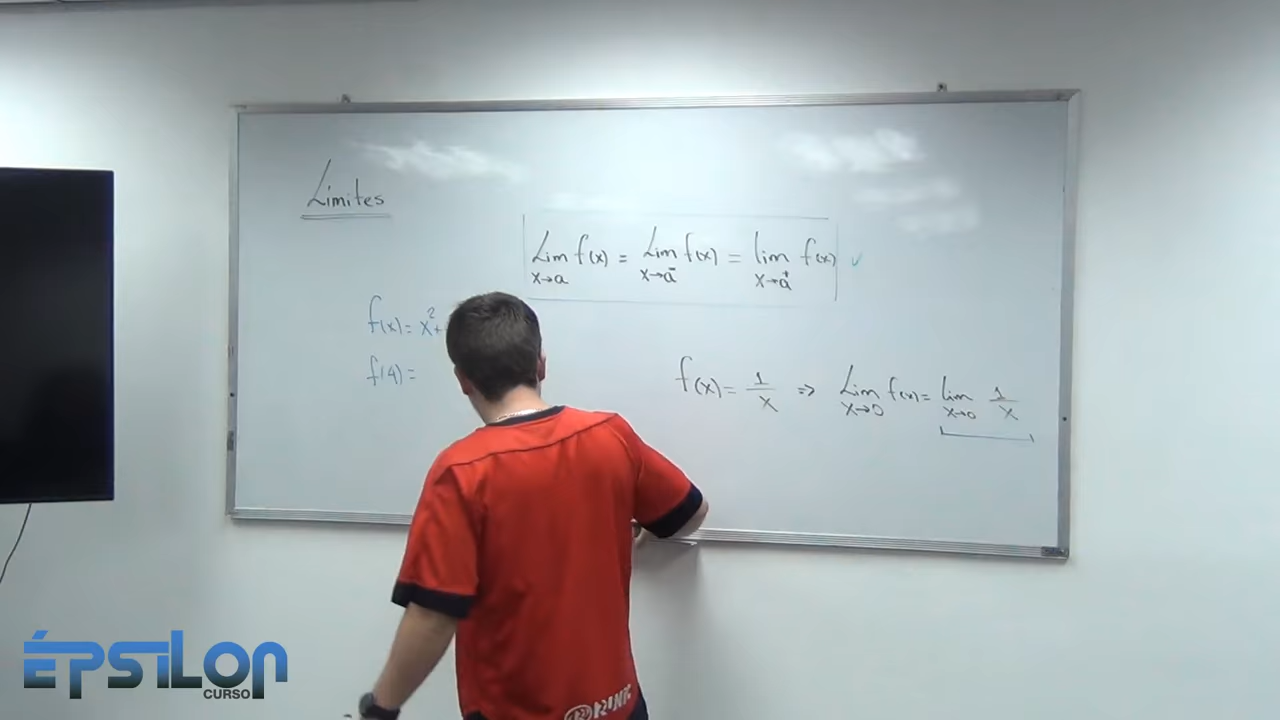 Limites
Lim f(x) = Lim f(x) = lim f(x) ✓
x→a x→a⁻ x→a⁺
f(x) = x² +
f(4) =
f(x) = 1/x => Lim f(x) = lim 1/x
x→0 x→0
ÉPSILON
CURSO